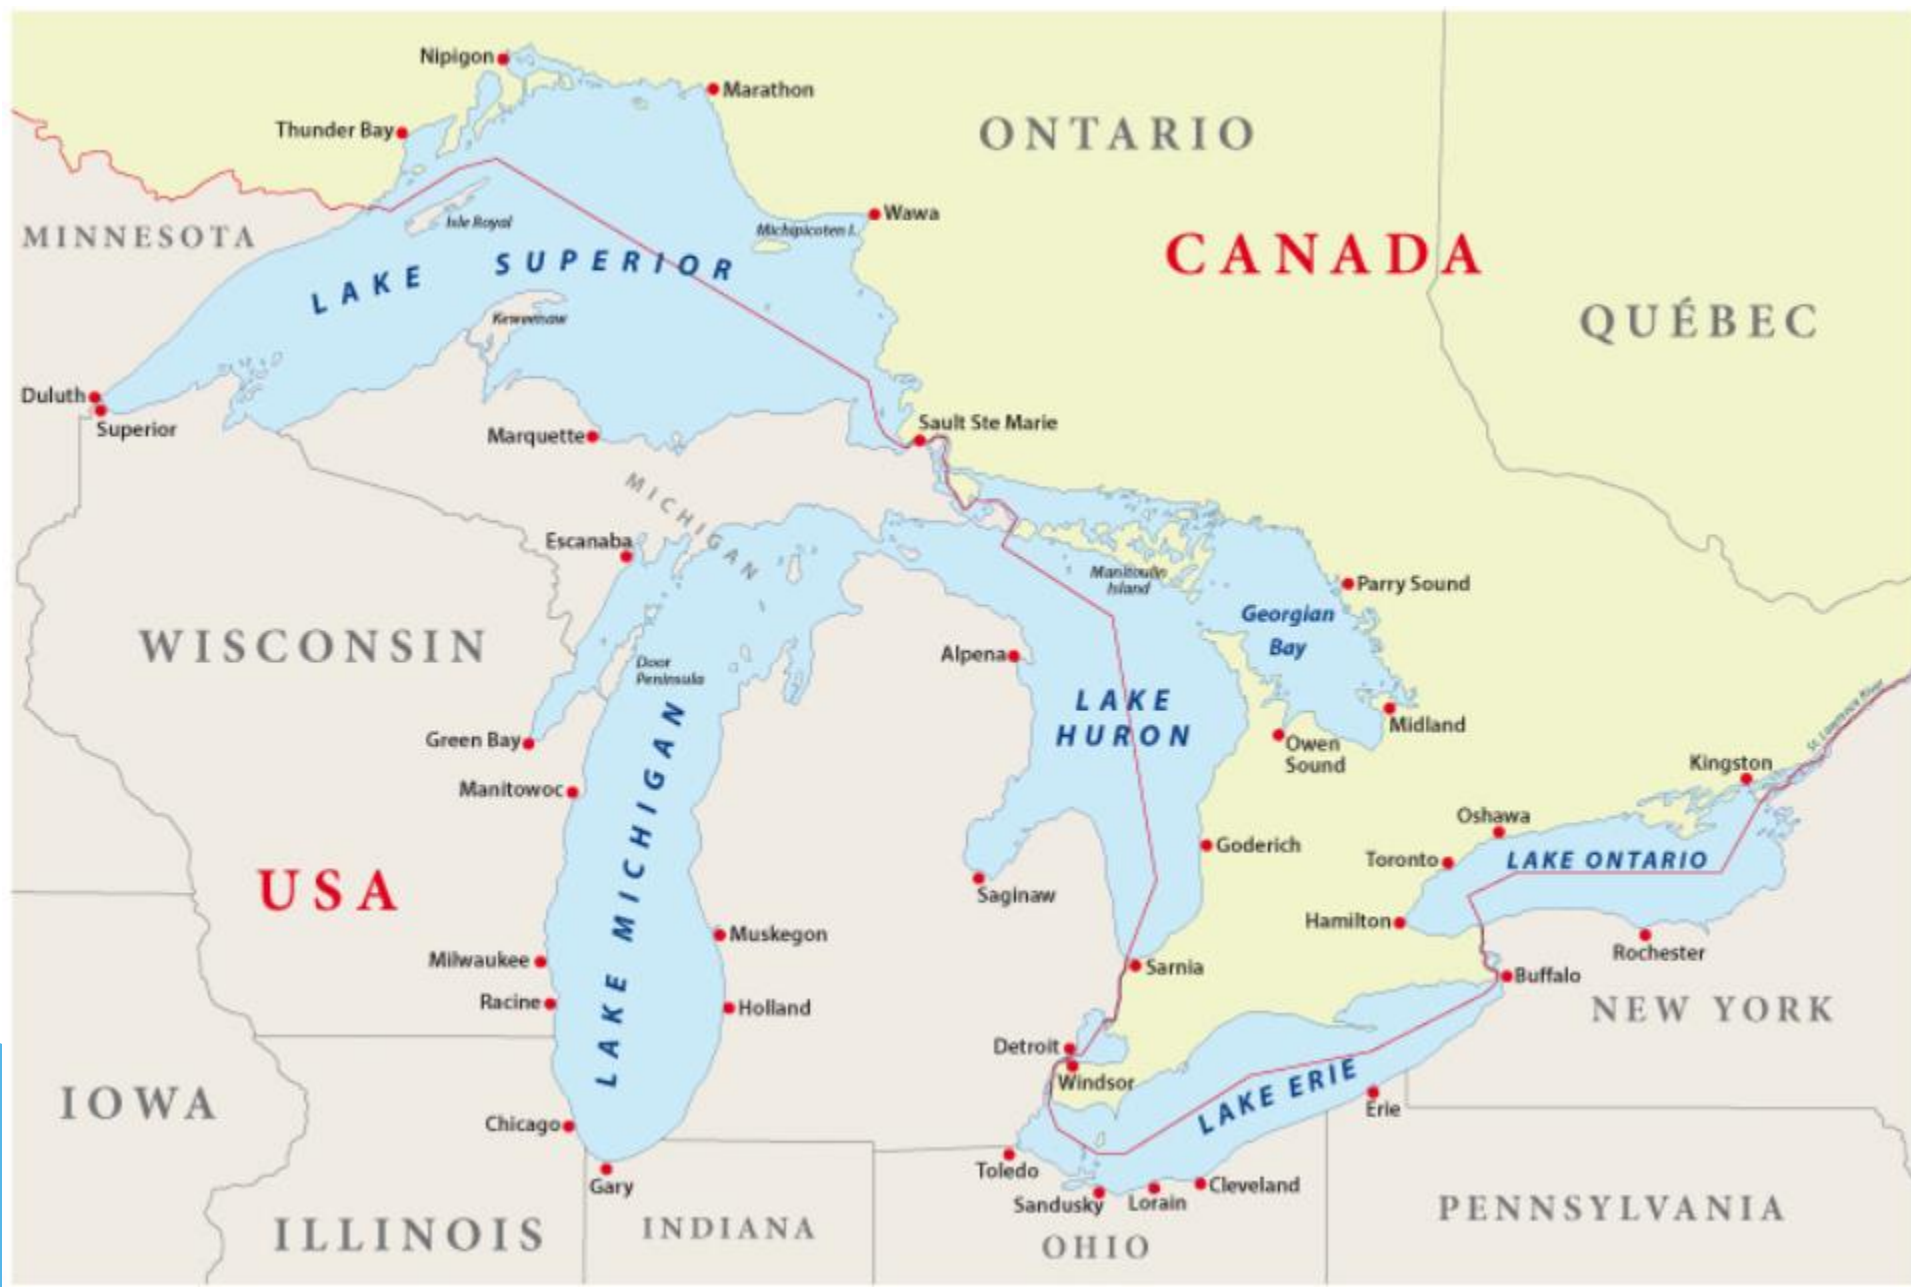 Nipigon
Marathon
Thunder Bay
ONTARIO
Wawa
MINNESOTA
Isle Royal
Michipicoten I.
CANADA
LAKE SUPERIOR
Keweenaw
QUÉBEC
Duluth
Superior
Marquette
Sault Ste Marie
MICHIGAN
Escanaba
Manitoulin
Island
Parry Sound
Georgian
Bay
WISCONSIN
Door
Peninsula
Alpena
LAKE
HURON
Midland
Green Bay
Owen
Sound
St. Lawrence River
Kingston
Manitowoc
LAKE MICHIGAN
Oshawa
Goderich
Toronto
LAKE ONTARIO
USA
Saginaw
Hamilton
Muskegon
Rochester
Milwaukee
Sarnia
Buffalo
Racine
Holland
NEW YORK
Detroit
Windsor
LAKE ERIE
IOWA
Erie
Chicago
Toledo
Gary
Sandusky
Lorain
Cleveland
ILLINOIS
INDIANA
OHIO
PENNSYLVANIA